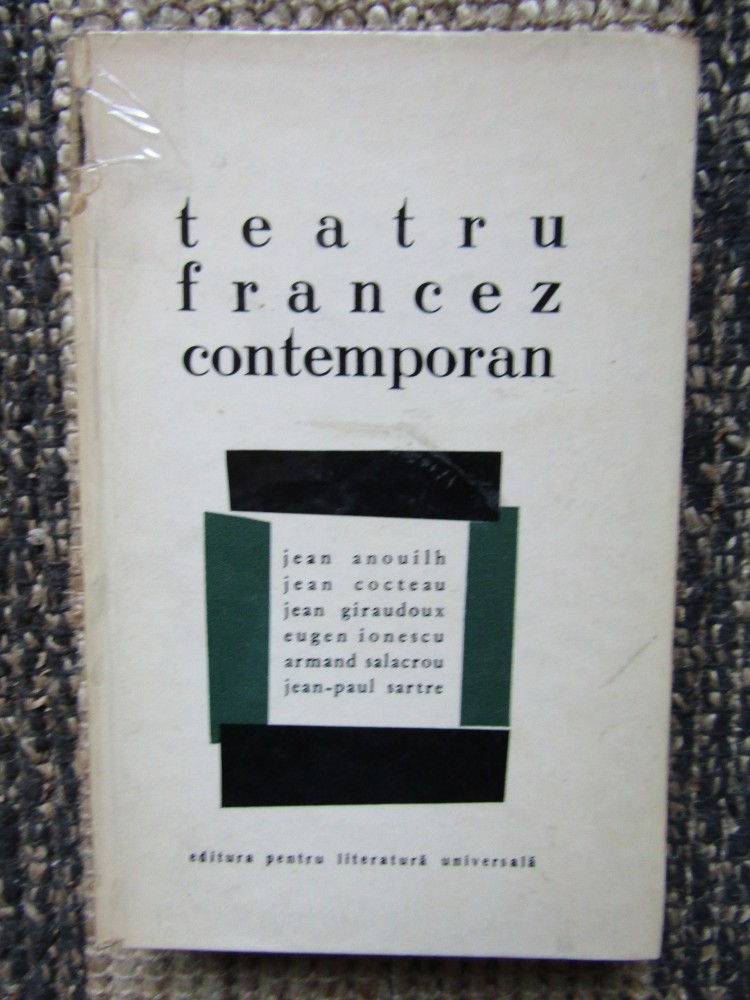 teatru
francez
contemporan
jean anouilh
jean cocteau
jean giraudoux
eugen ionescu
armand salacrou
jean-paul sartre
editura pentru literatură universală